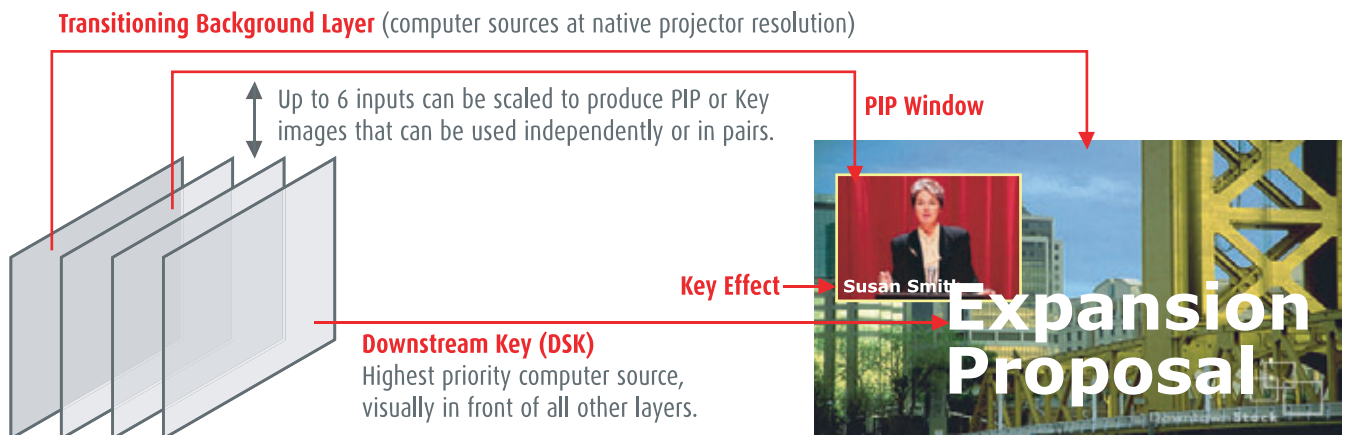 Transitioning Background Layer (computer sources at native projector resolution)
Up to 6 inputs can be scaled to produce PIP or Key
images that can be used independently or in pairs.
PIP Window
Key Effect
Susan Smith
Expansion
Proposal
Downtown Stock
Downstream Key (DSK)
Highest priority computer source,
visually in front of all other layers.